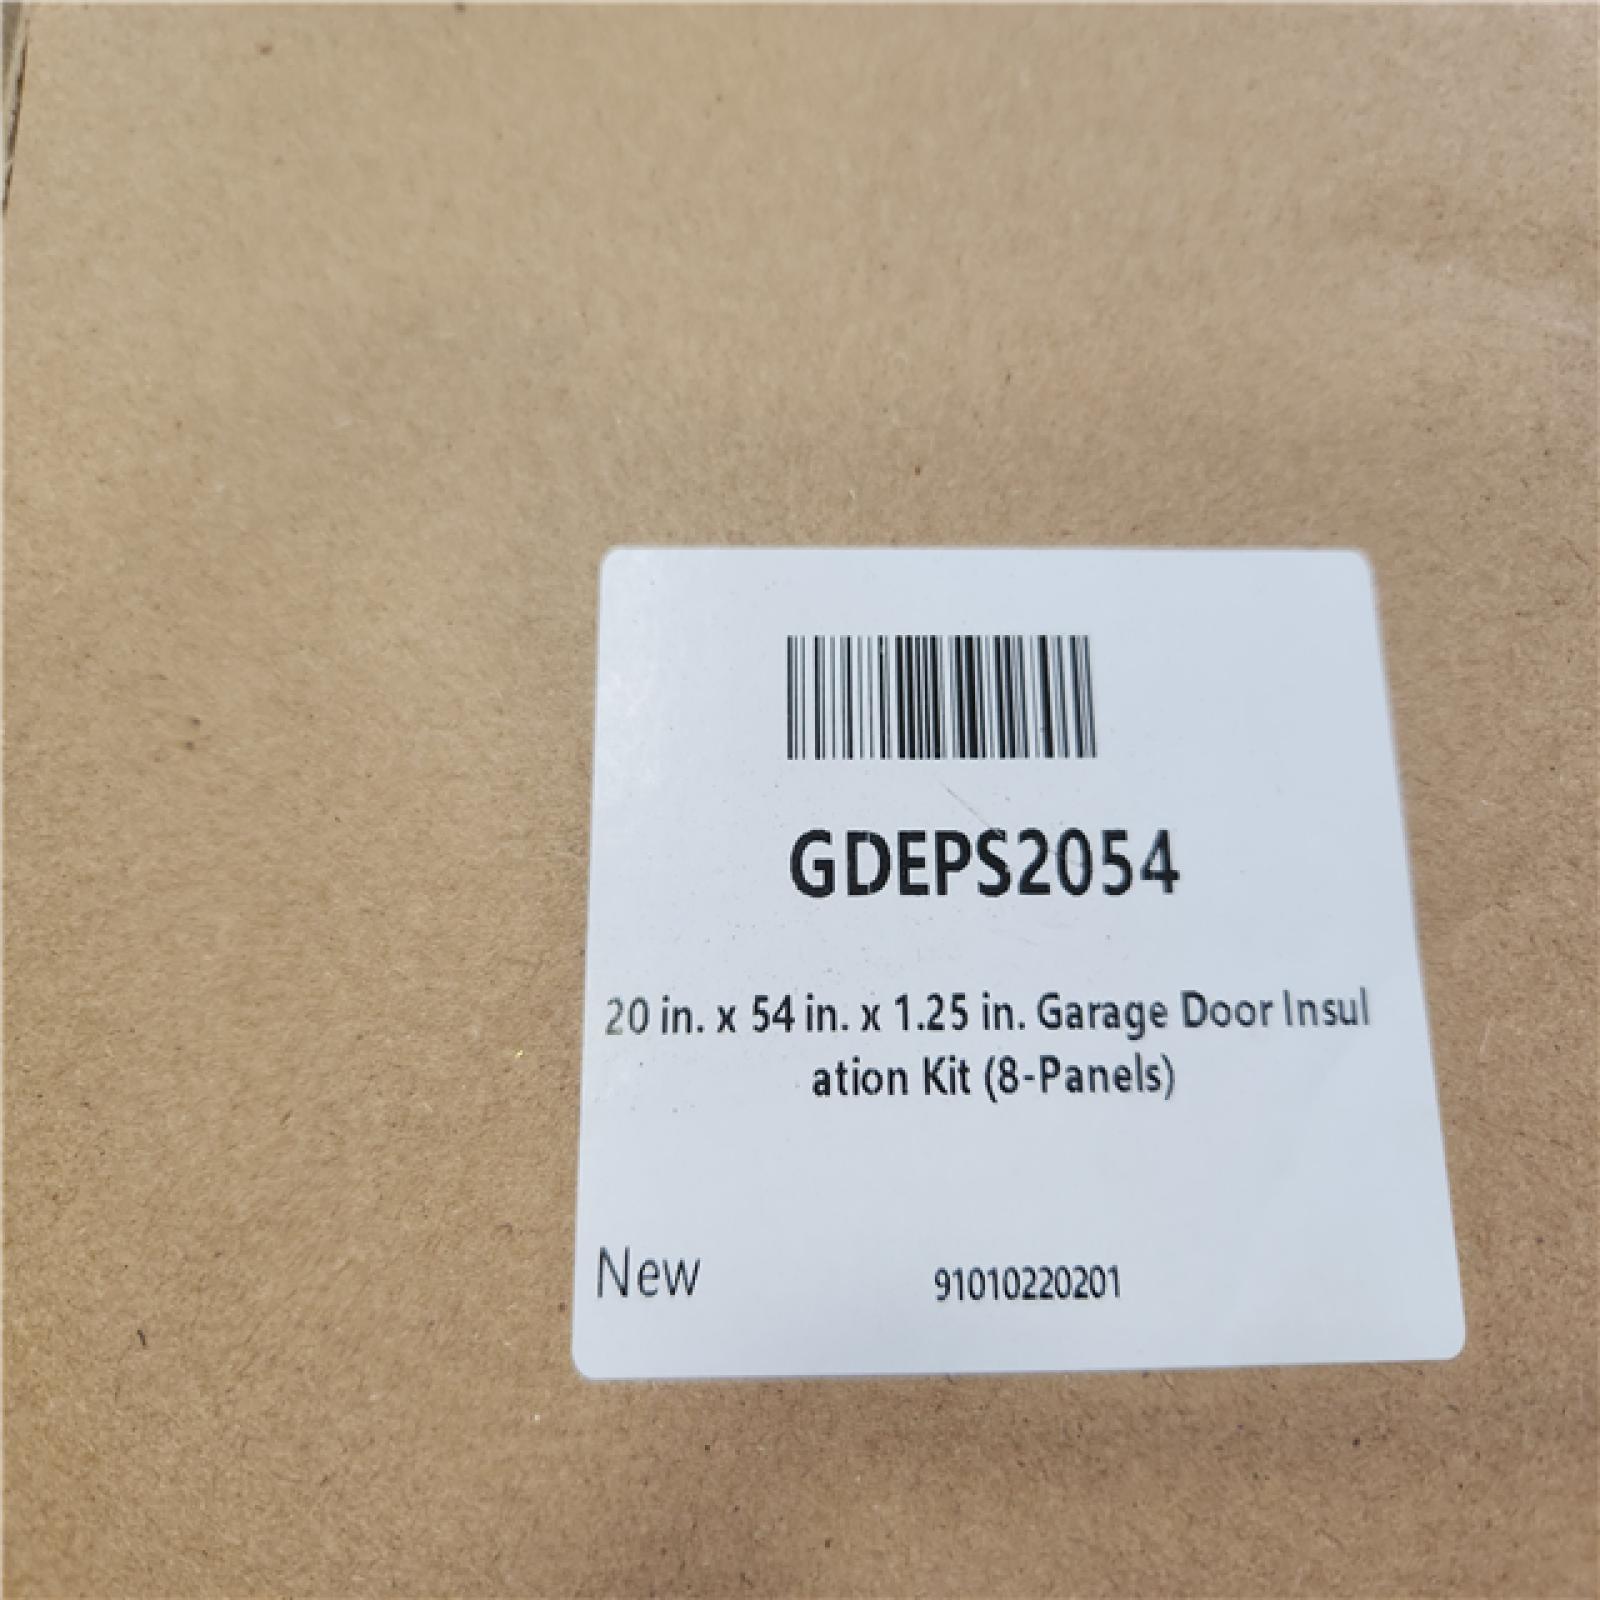 GDEPS2054
20 in. x 54 in. x 1.25 in. Garage Door Insul
ation Kit (8-Panels)
New 91010220201